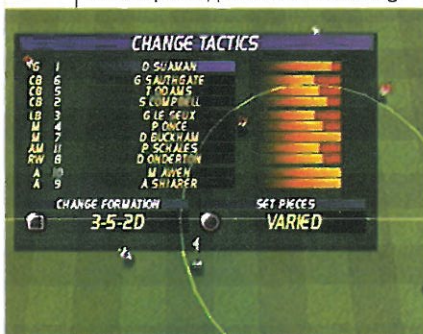 CHANGE TACTICS
G 1 D SUAMAN
CB 6 G SAUTHGATE
CB 5 T ODAMS
CB 2 S COMPBELL
LB 3 G LE SEUX
M 4 P ONCE
M 7 D BUCKHAM
AM 11 P SCHALES
RW 8 D ONDERTON
A 10 M AWEN
A 9 A SHIARER
CHANGE FORMATION
3-5-2D
SET PIECES
VARIED